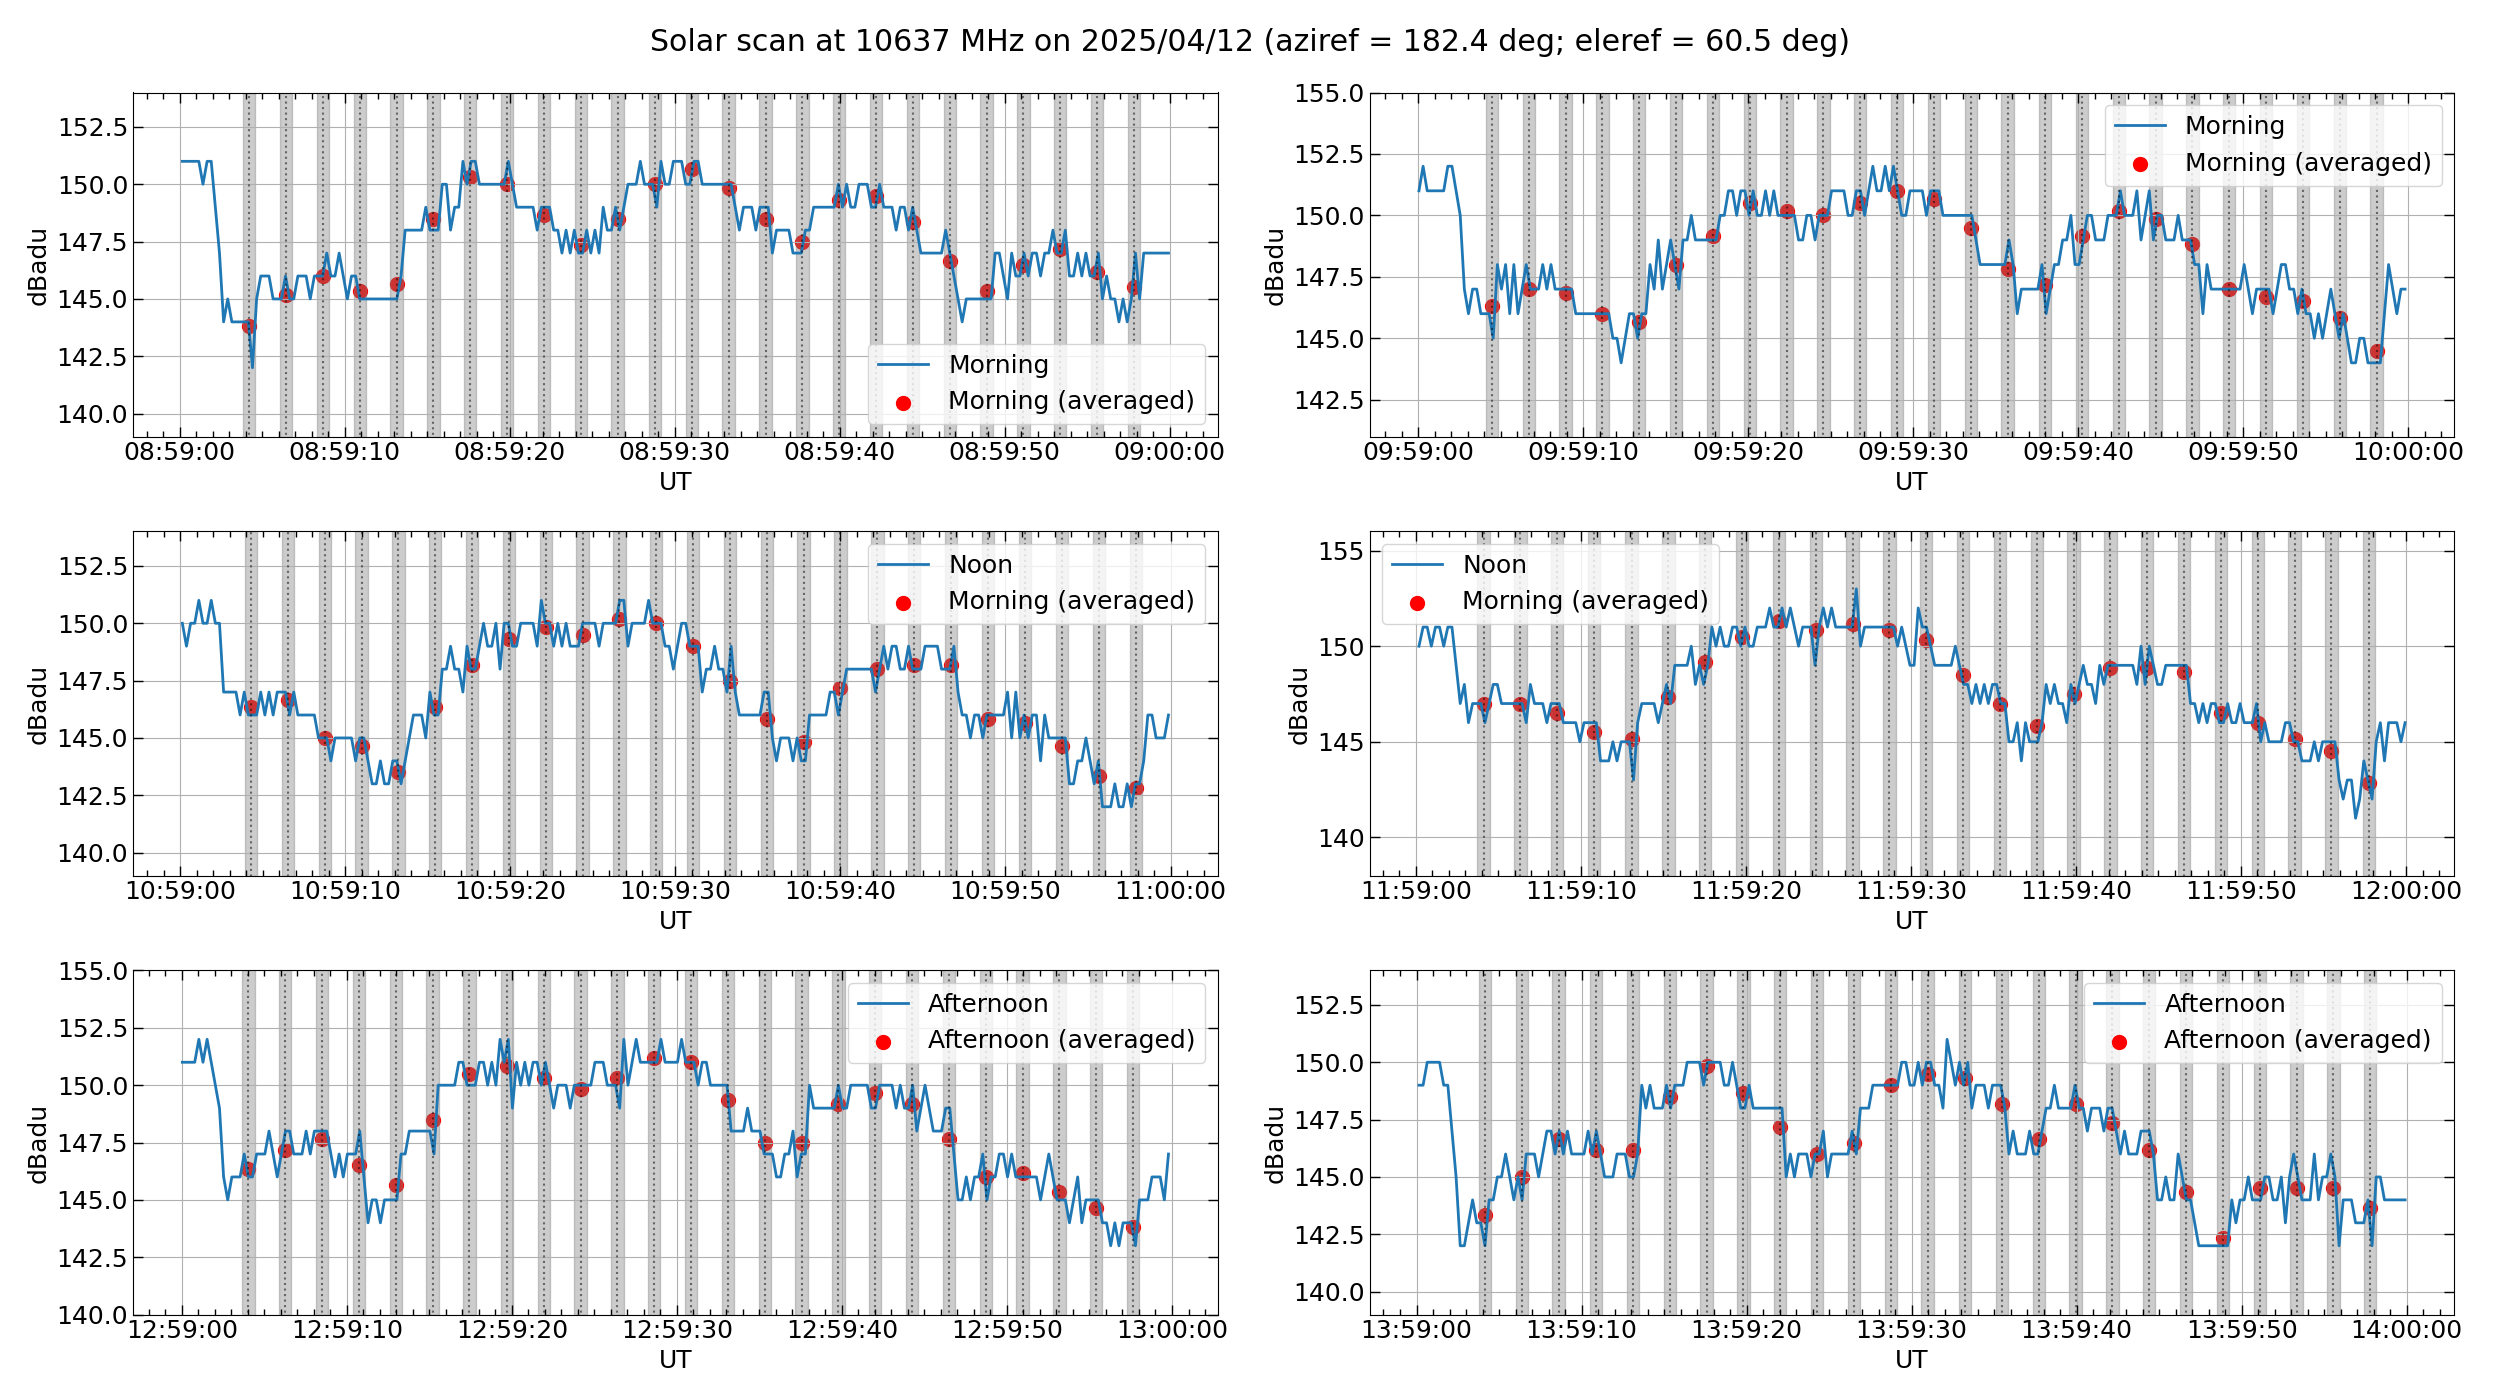 Solar scan at 10637 MHz on 2025/04/12 (aziref = 182.4 deg; eleref = 60.5 deg)
152.5
150.0
147.5
145.0
142.5
140.0
dBadu
Morning
Morning (averaged)
08:59:00 08:59:10 08:59:20 08:59:30 08:59:40 08:59:50 09:00:00
UT
155.0
152.5
150.0
147.5
145.0
142.5
dBadu
Morning
Morning (averaged)
09:59:00 09:59:10 09:59:20 09:59:30 09:59:40 09:59:50 10:00:00
UT
152.5
150.0
147.5
145.0
142.5
140.0
dBadu
Noon
Morning (averaged)
10:59:00 10:59:10 10:59:20 10:59:30 10:59:40 10:59:50 11:00:00
UT
155
150
145
140
dBadu
Noon
Morning (averaged)
11:59:00 11:59:10 11:59:20 11:59:30 11:59:40 11:59:50 12:00:00
UT
155.0
152.5
150.0
147.5
145.0
142.5
140.0
dBadu
Afternoon
Afternoon (averaged)
12:59:00 12:59:10 12:59:20 12:59:30 12:59:40 12:59:50 13:00:00
UT
152.5
150.0
147.5
145.0
142.5
140.0
dBadu
Afternoon
Afternoon (averaged)
13:59:00 13:59:10 13:59:20 13:59:30 13:59:40 13:59:50 14:00:00
UT